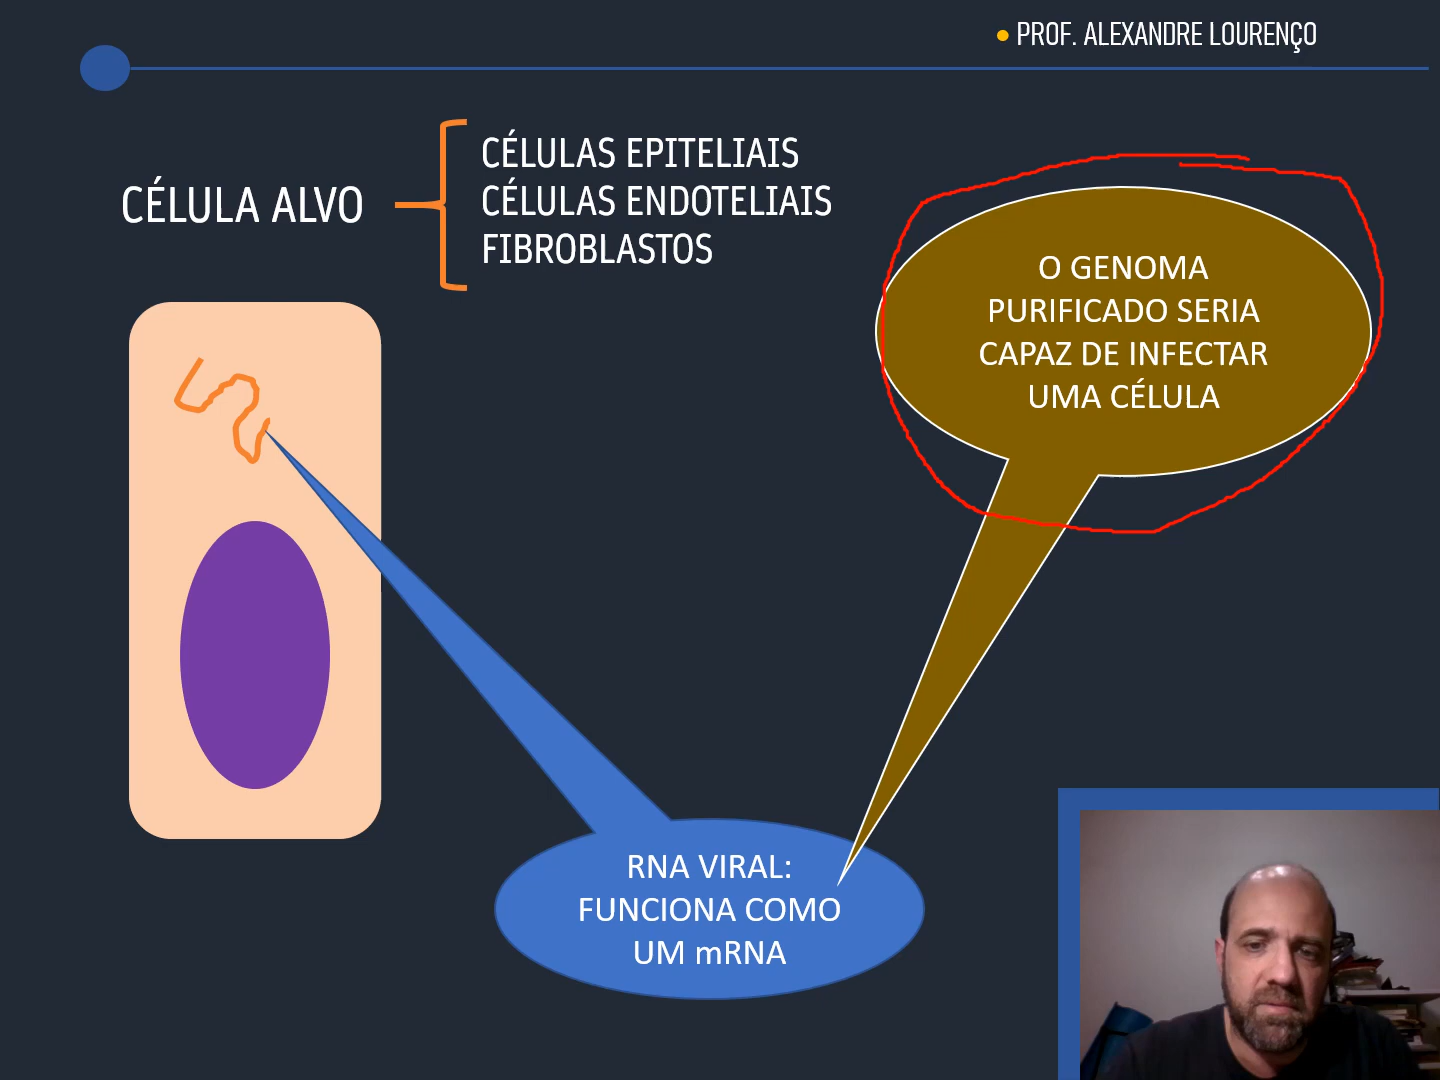 PROF. ALEXANDRE LOURENÇO
CÉLULA ALVO
CÉLULAS EPITELIAIS
CÉLULAS ENDOTELIAIS
FIBROBLASTOS
O GENOMA
PURIFICADO SERIA
CAPAZ DE INFECTAR
UMA CÉLULA
RNA VIRAL:
FUNCIONA COMO
UM mRNA